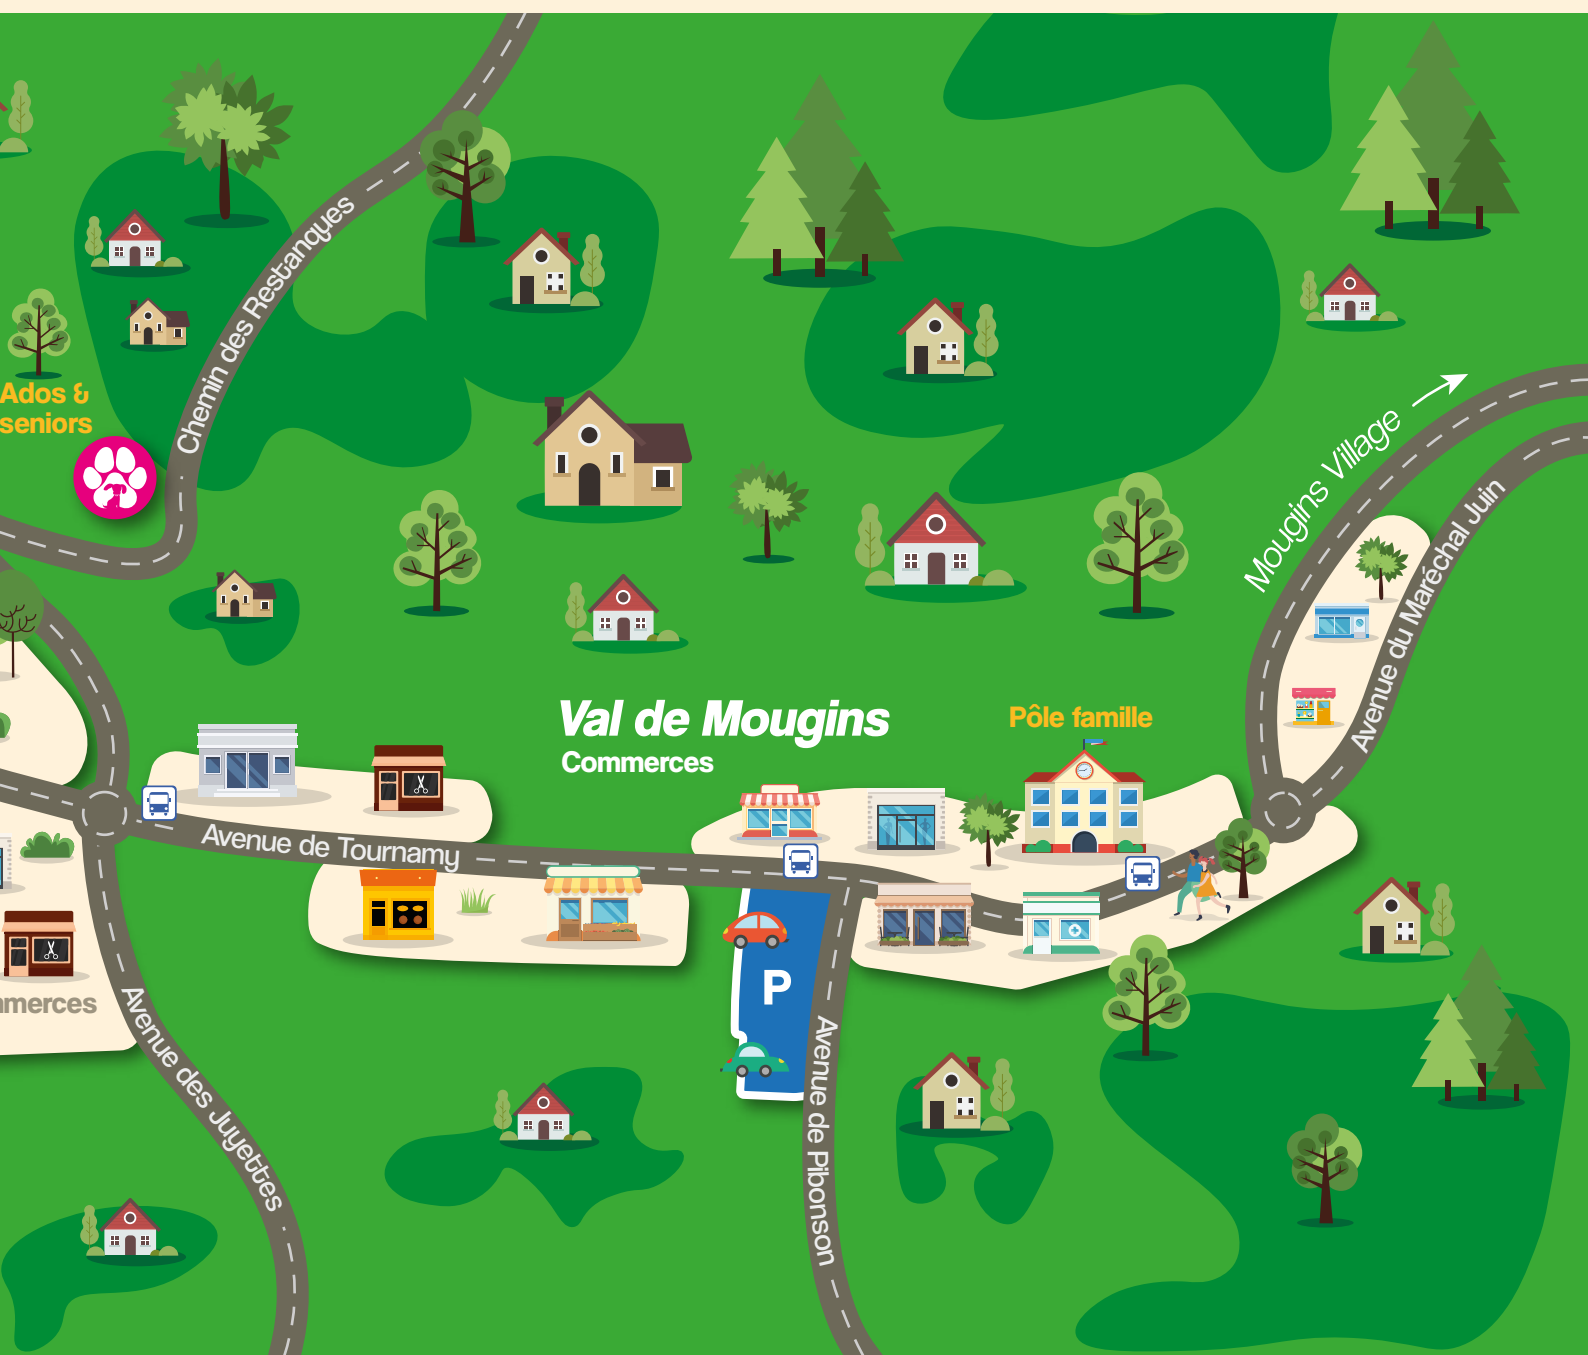 Chemin des Restanques
Ados &
seniors
Mougins Village
Avenue du Maréchal Juin
Val de Mougins
Commerces
Pôle famille
Avenue de Tournamy
P
mmerces
Avenue des Juyettes
Avenue de Pibonson